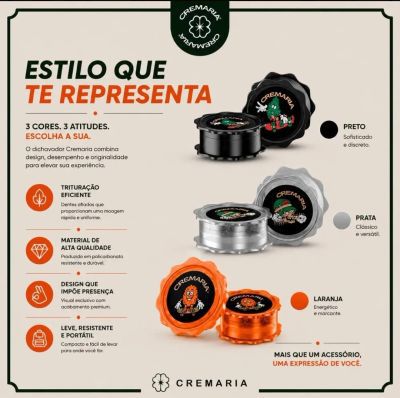 CREMARIA
CREMARIA
ESTILO QUE
TE REPRESENTA
3 CORES. 3 ATITUDES.
ESCOLHA A SUA.
O dichavador Cremaria combina
design, desempenho e originalidade
para elevar sua experiência.
TRITURAÇÃO
EFICIENTE
Dentes afiados que
proporcionam uma moagem
rápida e uniforme.
MATERIAL DE
ALTA QUALIDADE
Produzido em policarbonato
resistente e durável.
DESIGN QUE
IMPÕE PRESENÇA
Visual exclusivo com
acabamento premium.
LEVE, RESISTENTE
E PORTÁTIL
Compacto e fácil de levar
para onde você for.
CREMARIA
PRETO
Sofisticado
e discreto.
PRATA
Clássico
e versátil.
CREMARIA
CREMARIA
LARANJA
Energético
e marcante.
MAIS QUE UM ACESSÓRIO,
UMA EXPRESSÃO DE VOCÊ.
CREMARIA